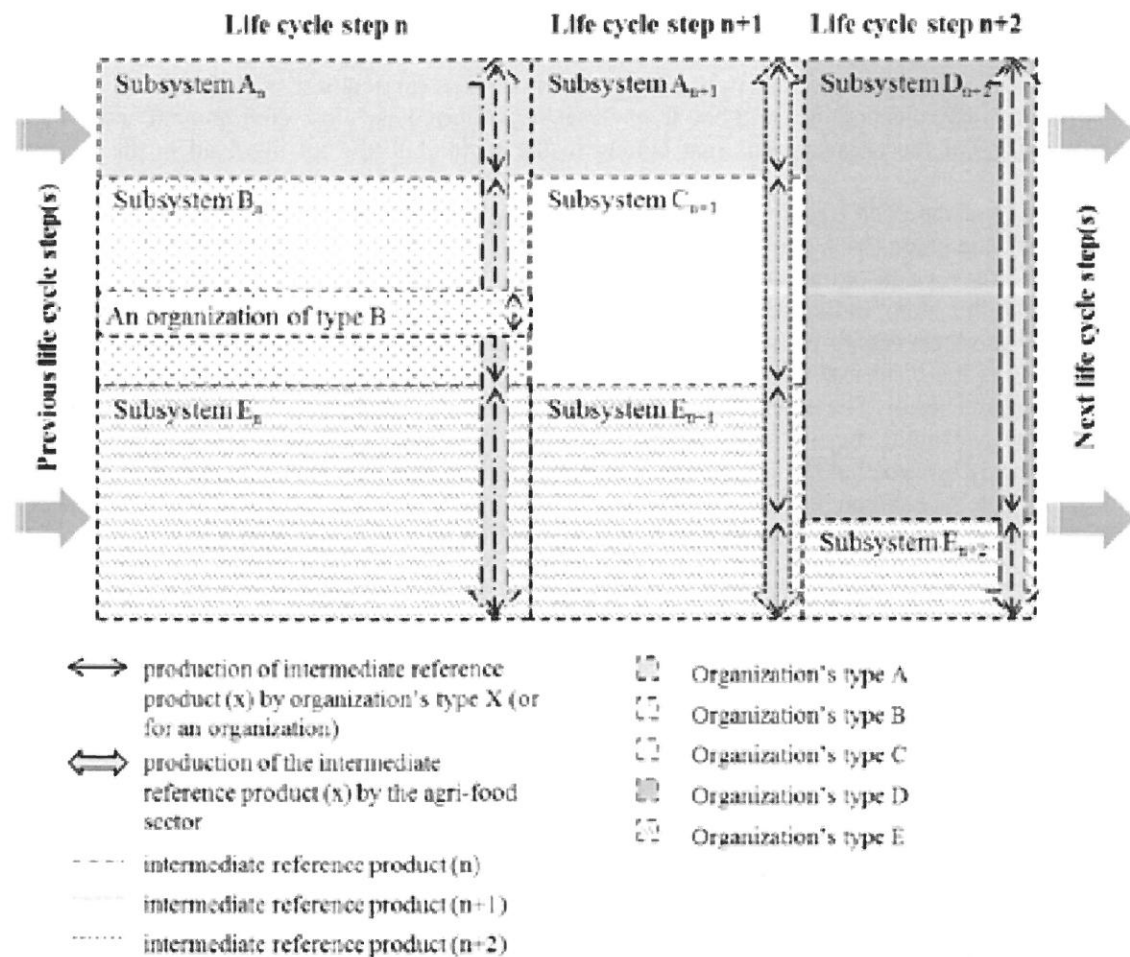 Life cycle step n
Life cycle step n+1
Life cycle step n+2
Previous life cycle step(s)
Subsystem Aₙ
Subsystem Aₙ₊₁
Subsystem Dₙ₊₂
Subsystem Bₙ
Subsystem Cₙ₊₁
An organization of type B
Subsystem Eₙ
Subsystem Eₙ₊₁
Subsystem Eₙ₊₂
Next life cycle step(s)
production of intermediate reference
product (x) by organization's type X (or
for an organization)
production of the intermediate
reference product (x) by the agri-food
sector
intermediate reference product (n)
intermediate reference product (n+1)
intermediate reference product (n+2)
Organization's type A
Organization's type B
Organization's type C
Organization's type D
Organization's type E